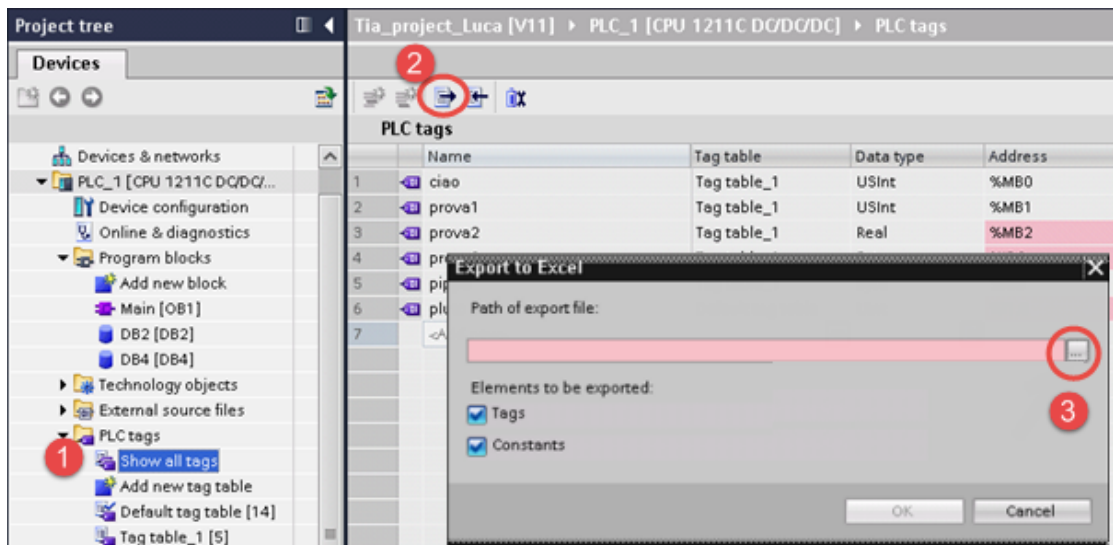 Project tree
Devices
Devices & networks
PLC_1 [CPU 1211C DC/DC/...
Device configuration
Online & diagnostics
Program blocks
Add new block
Main [OB1]
DB2 [DB2]
DB4 [DB4]
Technology objects
External source files
PLC tags
1
Show all tags
Add new tag table
Default tag table [14]
Tag table_1 [5]
Tia_project_Luca [V11] PLC_1 [CPU 1211C DC/DC/DC] PLC tags
2
PLC tags
Name Tag table Data type Address
1 ciao Tag table_1 USInt %MB0
2 prova1 Tag table_1 USInt %MB1
3 prova2 Tag table_1 Real %MB2
4
5
6
7
Export to Excel
Path of export file:
...
Elements to be exported:
Tags
3
Constants
OK Cancel